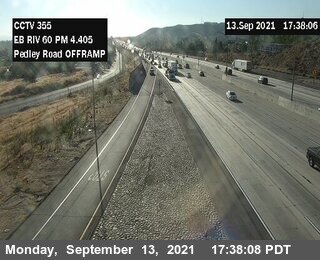 CCTV 355
EB RIV 60 PM 4.405
Pedley Road OFFRAMP
13.Sep 2021 17:38:06
Monday, September 13, 2021 17:38:08 PDT